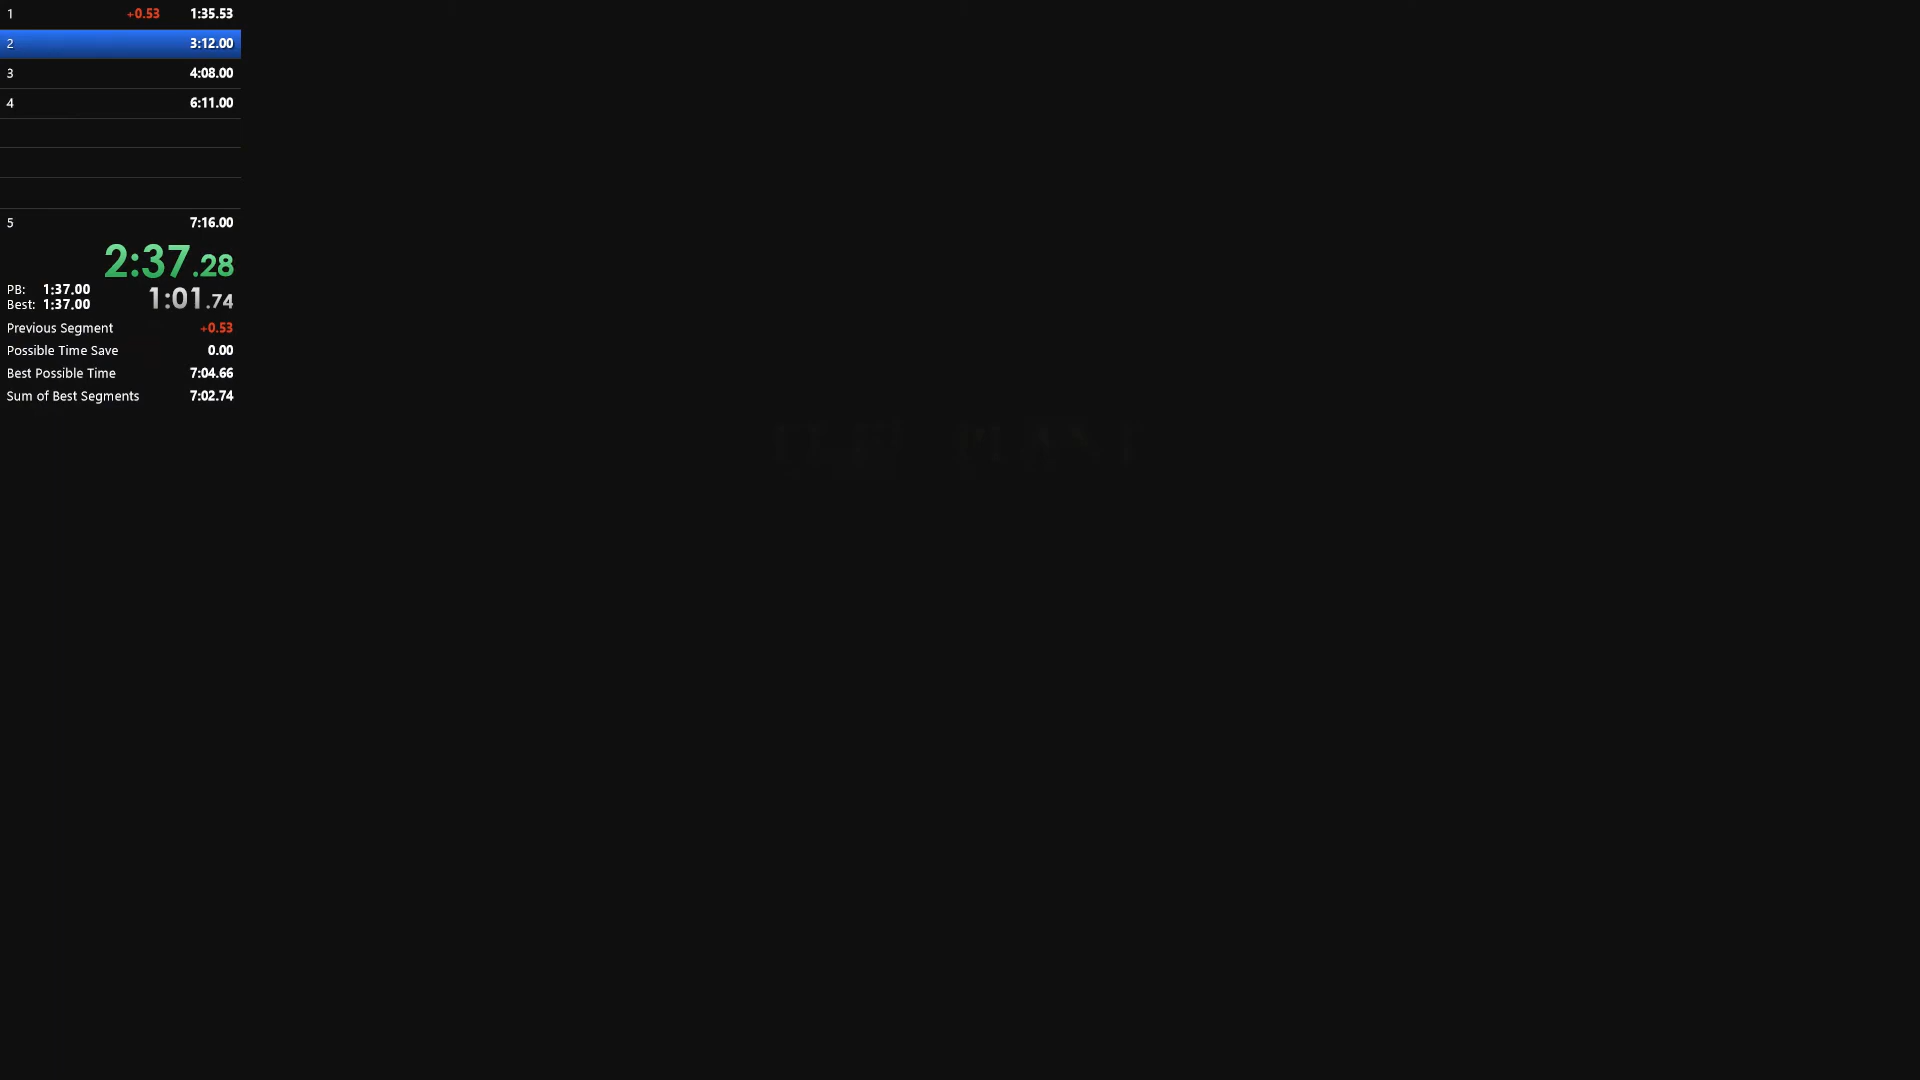 1 +0.53 1:35.53
2 3:12.00
3 4:08.00
4 6:11.00
5 7:16.00
2:37.28
PB: 1:37.00
Best: 1:37.00
1:01.74
Previous Segment +0.53
Possible Time Save 0.00
Best Possible Time 7:04.66
Sum of Best Segments 7:02.74